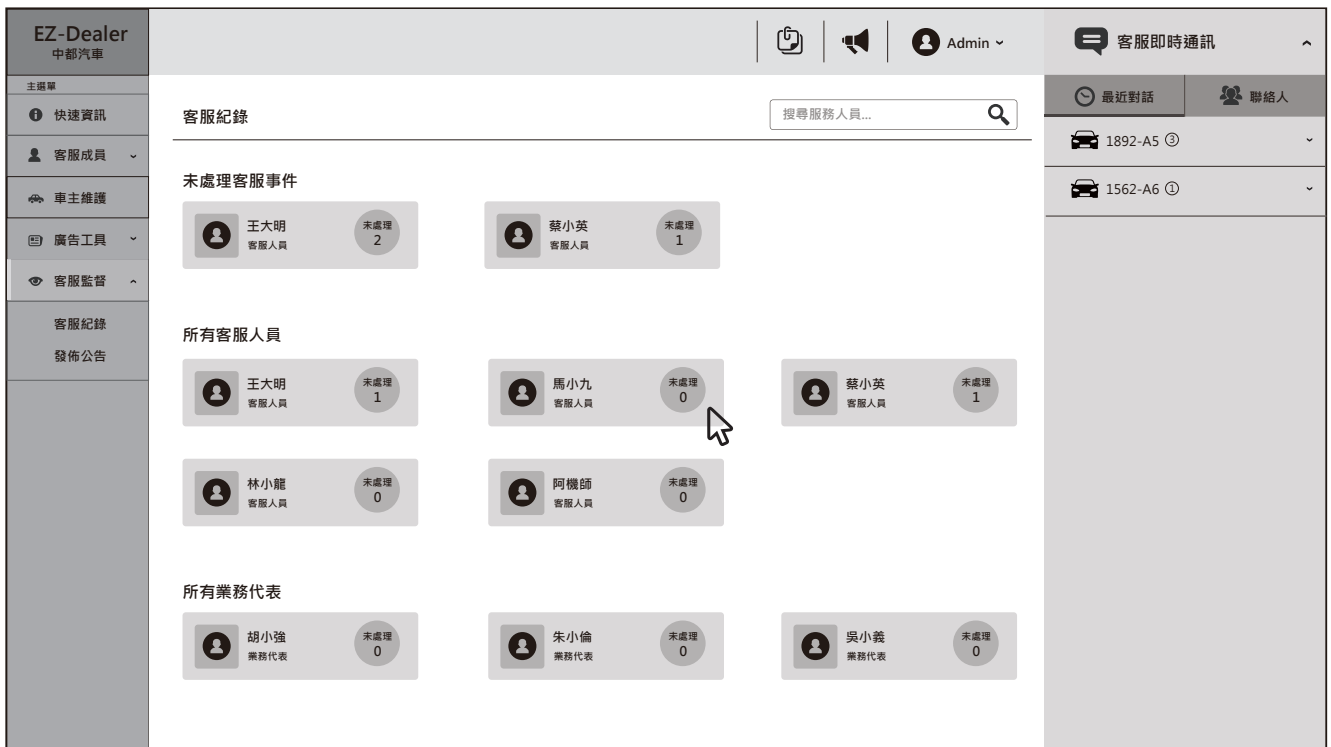 EZ-Dealer
中都汽車
Admin
客服即時通訊
主選單
快速資訊
客服成員
車主維護
廣告工具
客服監督
客服紀錄
發佈公告
客服紀錄
搜尋服務人員...
未處理客服事件
王大明
客服人員
未處理
2
蔡小英
客服人員
未處理
1
所有客服人員
王大明
客服人員
未處理
1
馬小九
客服人員
未處理
0
蔡小英
客服人員
未處理
1
林小龍
客服人員
未處理
0
阿機師
客服人員
未處理
0
所有業務代表
胡小強
業務代表
未處理
0
朱小倫
業務代表
未處理
0
吳小義
業務代表
未處理
0
最近對話
聯絡人
1892-A5 ③
1562-A6 ①